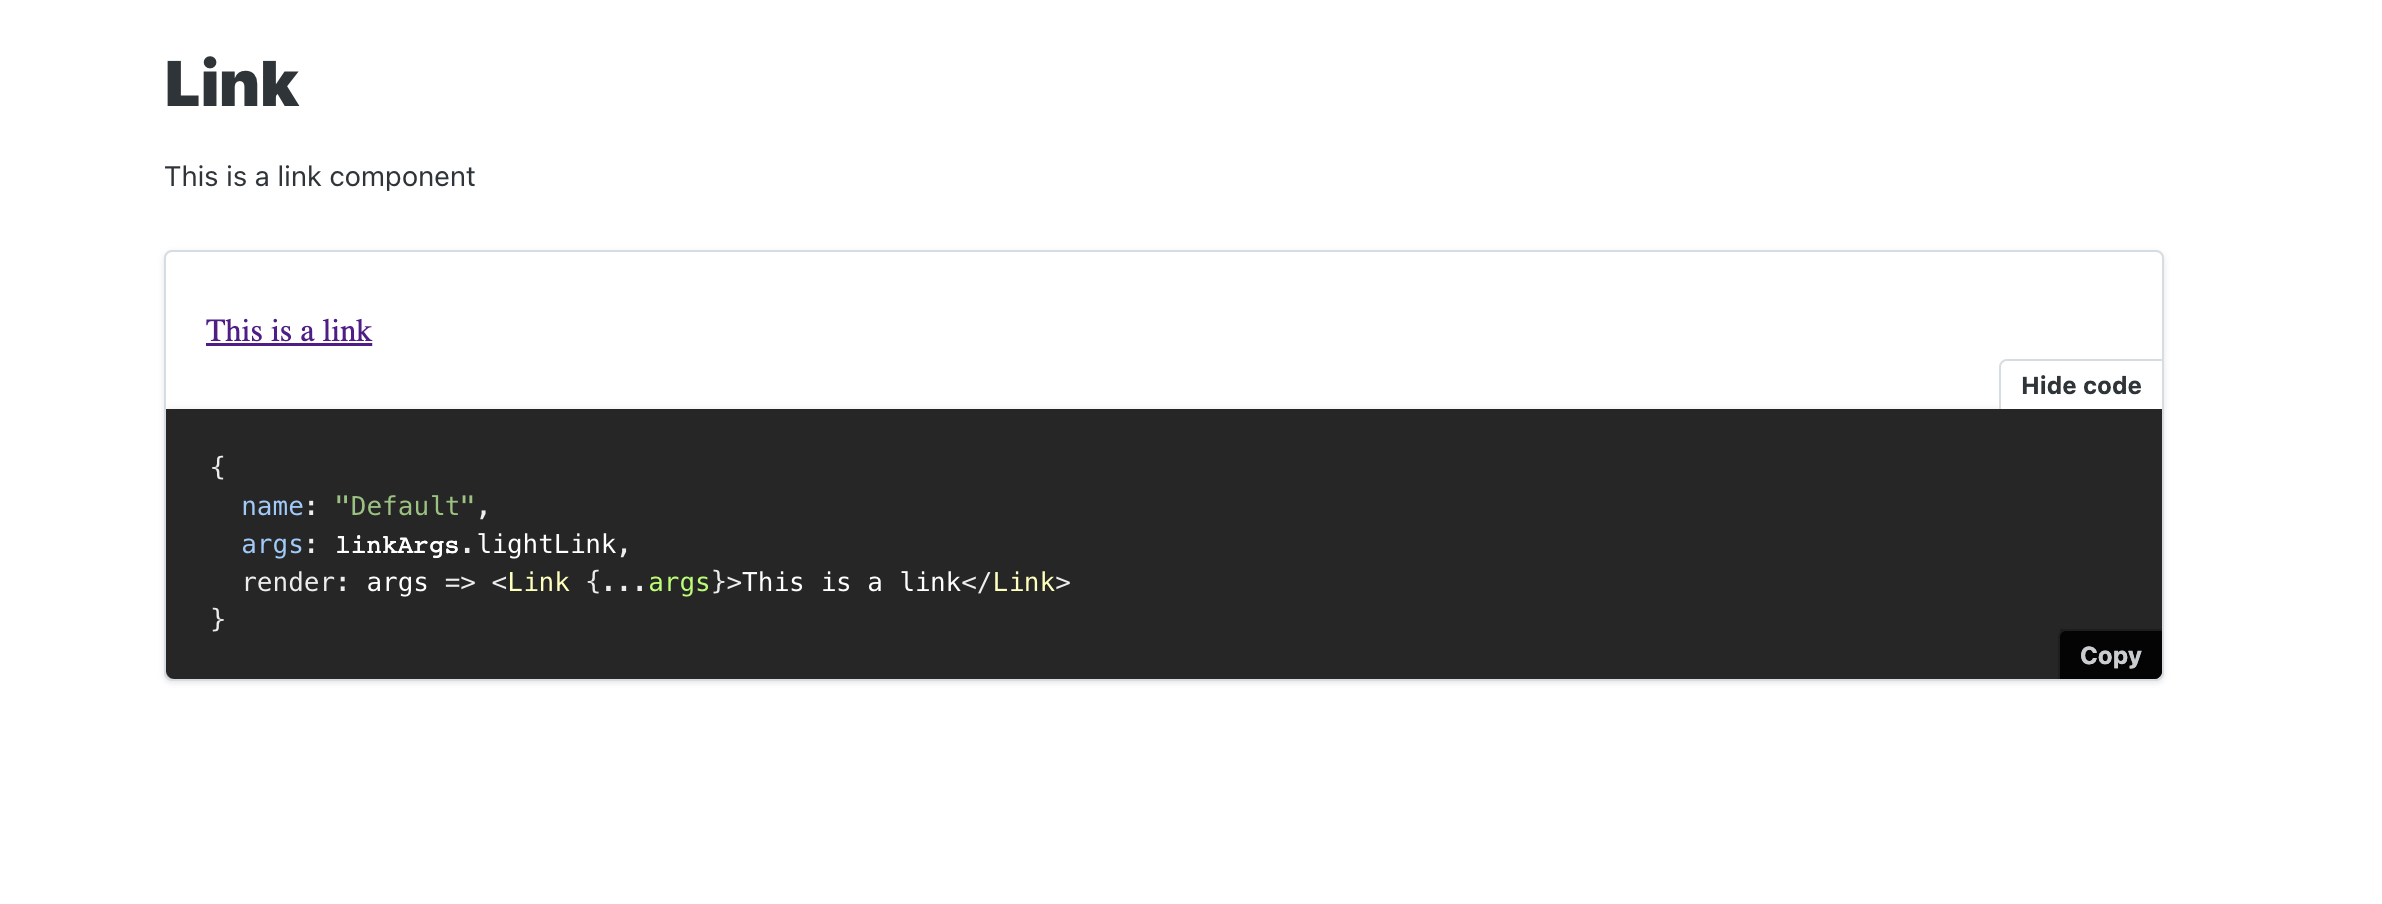 Link
This is a link component
This is a link
Hide code
{
  name: "Default",
  args: linkArgs.lightLink,
  render: args => <Link {...args}>This is a link</Link>
}
Copy